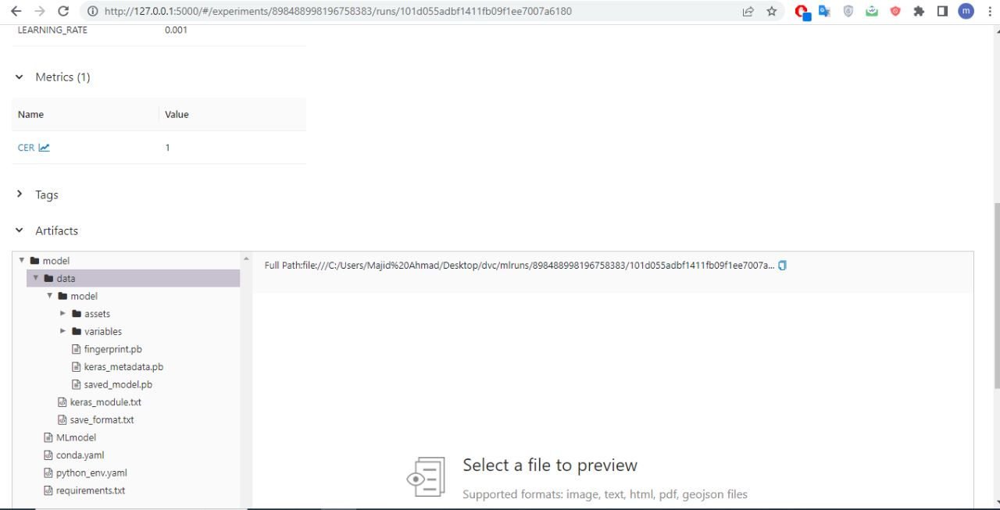 http://127.0.0.1:5000/#/experiments/898488998196758383/runs/101d055adbf1411fb09f1ee7007a6180
m
LEARNING_RATE 0.001
Metrics (1)
Name Value
CER 1
Tags
Artifacts
model
data
model
assets
variables
fingerprint.pb
keras_metadata.pb
saved_model.pb
keras_module.txt
save_format.txt
MLmodel
conda.yaml
python_env.yaml
requirements.txt
Full Path:file:///C:/Users/Majid%20Ahmad/Desktop/dvc/mlruns/898488998196758383/101d055adbf1411fb09f1ee7007a...
Select a file to preview
Supported formats: image, text, html, pdf, geojson files